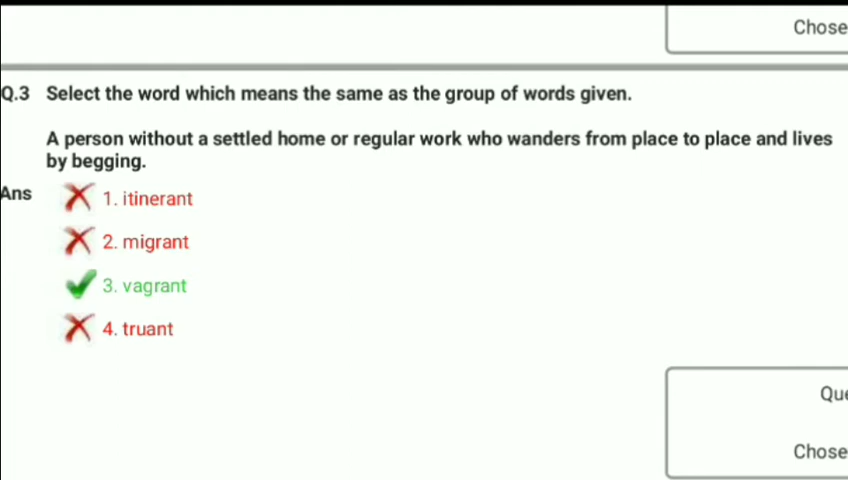 Chose
Q.3 Select the word which means the same as the group of words given.
A person without a settled home or regular work who wanders from place to place and lives
by begging.
Ans
1. itinerant
2. migrant
3. vagrant
4. truant
Que
Chose